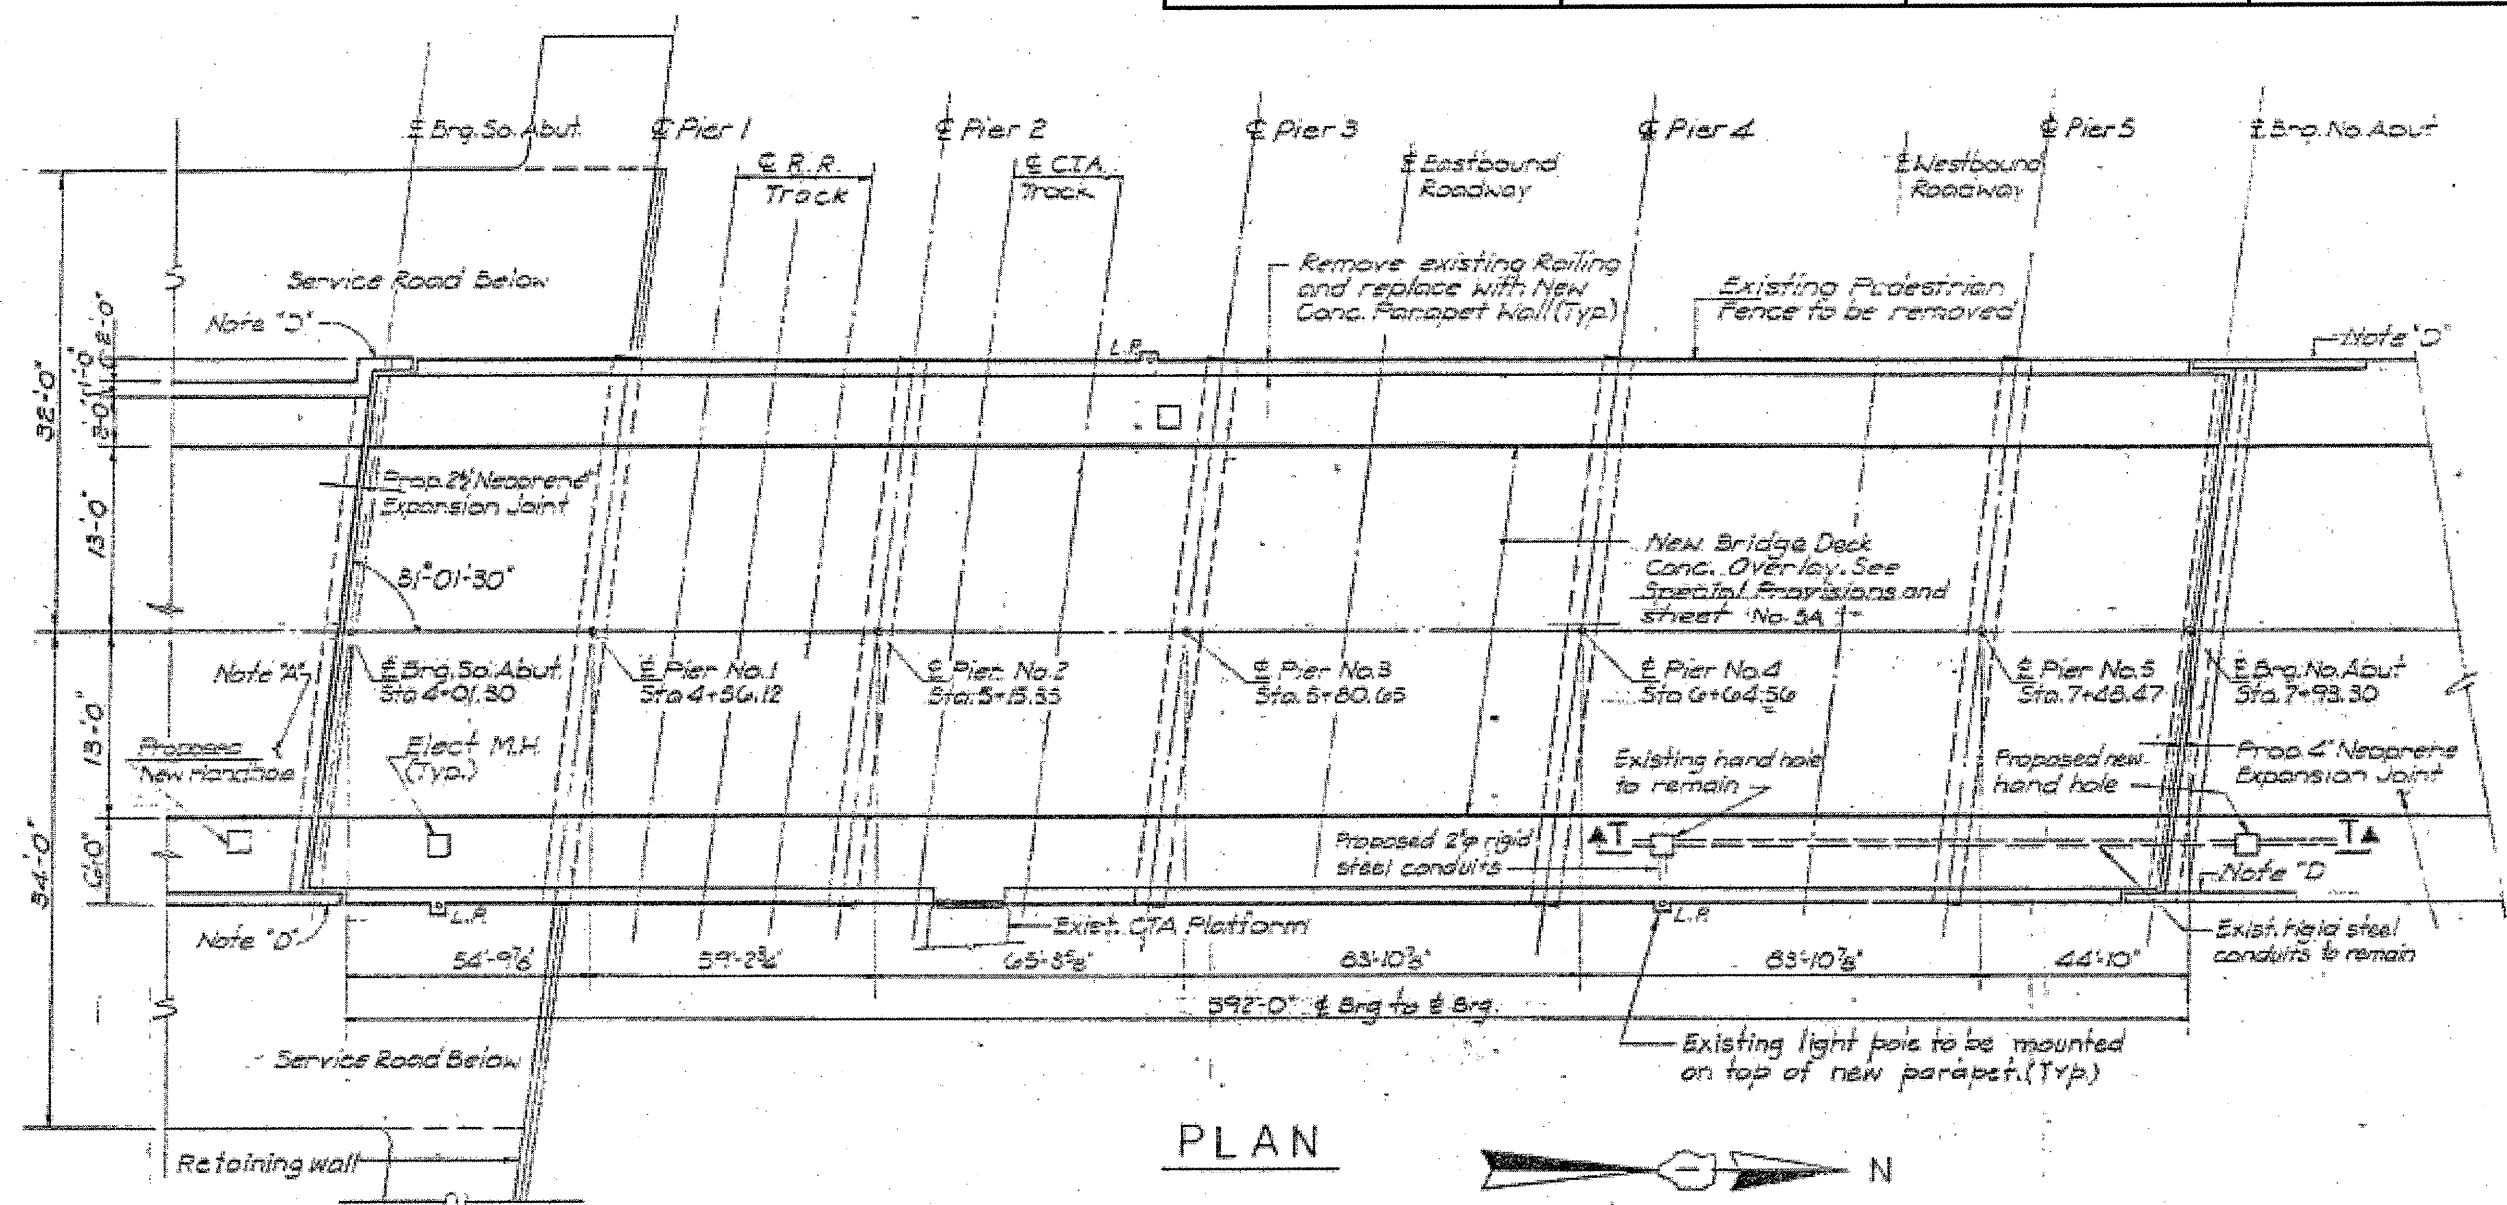 ℄ Brg. So. Abut.
℄ Pier 1
℄ Pier 2
℄ Pier 3
℄ Pier 4
℄ Pier 5
℄ Brg. No. Abut
℄ R.R.
Track
℄ CTA
Track
℄ Eastbound
Roadway
℄ Westbound
Roadway
Service Road Below
Remove existing Railing
and replace with New
Conc. Parapet Wall (Typ.)
Existing Pedestrian
Fence to be removed
Note "D"
L.P.
Note "D"
2'-0"
1'-0"
32'-0"
13'-0"
Prop. 2½" Neoprene
Expansion Joint
81°-01'-30"
New Bridge Deck
Conc. Overlay. See
Special Provisions and
sheet No. 3A
Note "A"
℄ Brg. So. Abut.
Sta. 4+01.30
℄ Pier No. 1
Sta 4+56.12
℄ Pier No. 2
Sta. 5+15.35
℄ Pier No. 3
Sta. 5+80.65
℄ Pier No. 4
Sta 6+64.56
℄ Pier No. 5
Sta. 7+48.47
℄ Brg. No. Abut
Sta. 7+93.30
13'-0"
Proposed
New Handhole
Elect M.H.
(Typ.)
Existing hand hole
to remain
Proposed new
hand hole
Prop. 4" Neoprene
Expansion Joint
34'-0"
6'-0"
Proposed 2"φ rigid
steel conduits
T T
Note "D"
Note "D"
L.P.
Exist. CTA Platform
L.P.
Exist. rigid steel
conduits to remain
54'-9⅞"
59'-2¾"
65'-3⅝"
83'-10⅞"
83'-10⅞"
44'-10"
392'-0" ℄ Brg to ℄ Brg.
Service Road Below
Existing light pole to be mounted
on top of new parapet. (Typ.)
Retaining wall
PLAN
N